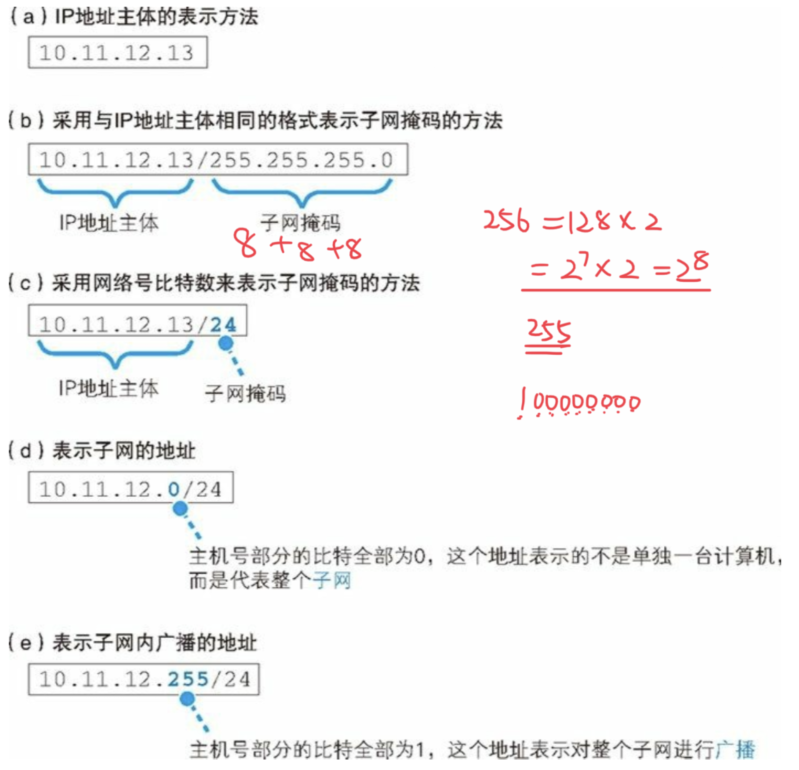 (a) IP地址主体的表示方法
10.11.12.13
(b) 采用与IP地址主体相同的格式表示子网掩码的方法
10.11.12.13/255.255.255.0
IP地址主体 子网掩码
8+8+8
256=128×2
=2⁷×2=2⁸
255
100000000
(c) 采用网络号比特数来表示子网掩码的方法
10.11.12.13/24
IP地址主体 子网掩码
(d) 表示子网的地址
10.11.12.0/24
主机号部分的比特全部为0，这个地址表示的不是单独一台计算机，
而是代表整个子网
(e) 表示子网内广播的地址
10.11.12.255/24
主机号部分的比特全部为1，这个地址表示对整个子网进行广播